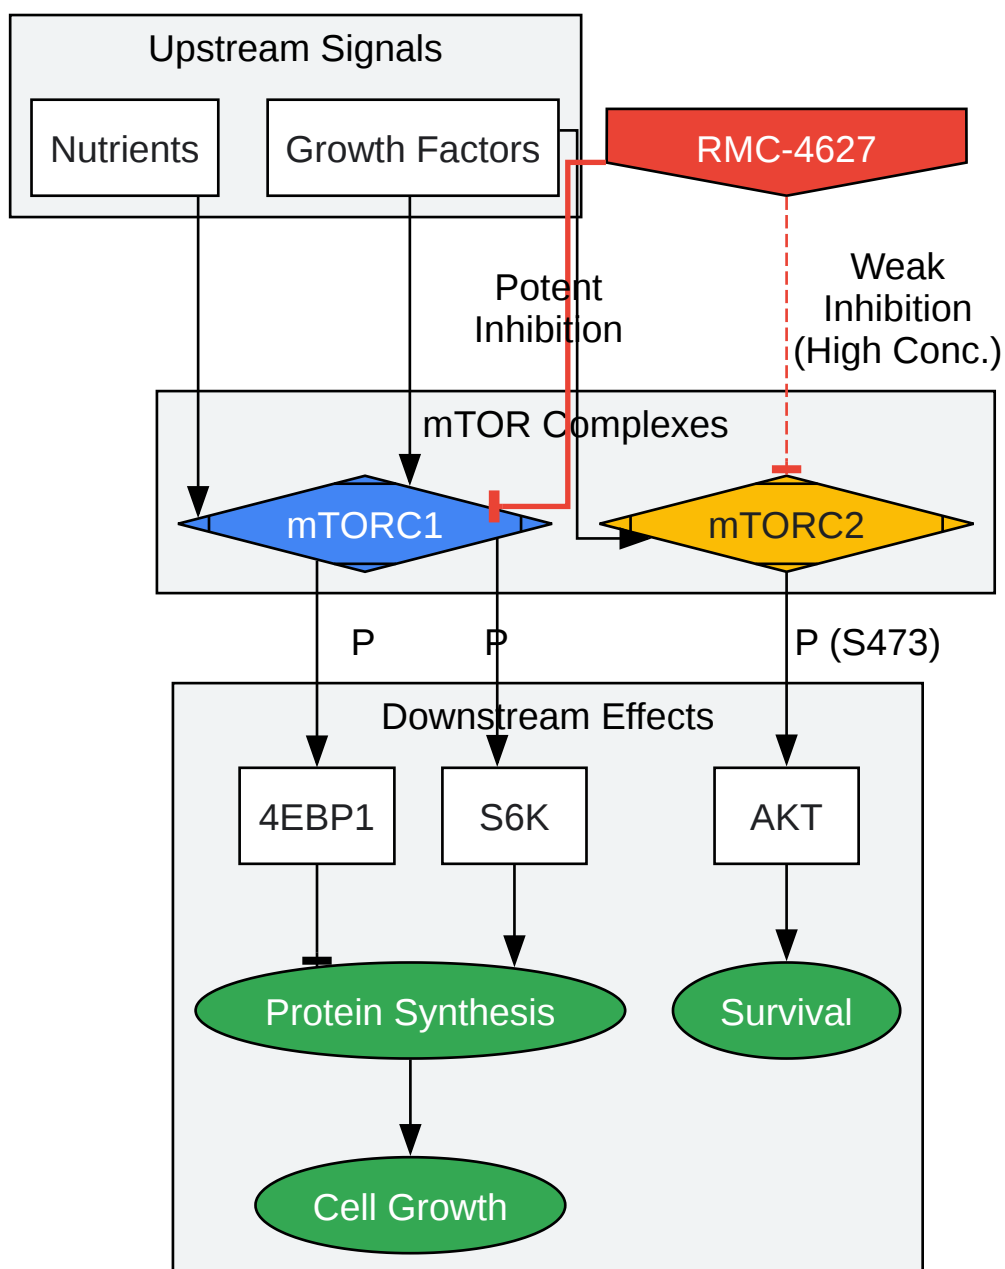 Upstream Signals
Nutrients
Growth Factors
RMC-4627
Potent
Inhibition
Weak
Inhibition
(High Conc.)
mTOR Complexes
mTORC1
mTORC2
P
P
P (S473)
Downstream Effects
4EBP1
S6K
AKT
Protein Synthesis
Survival
Cell Growth